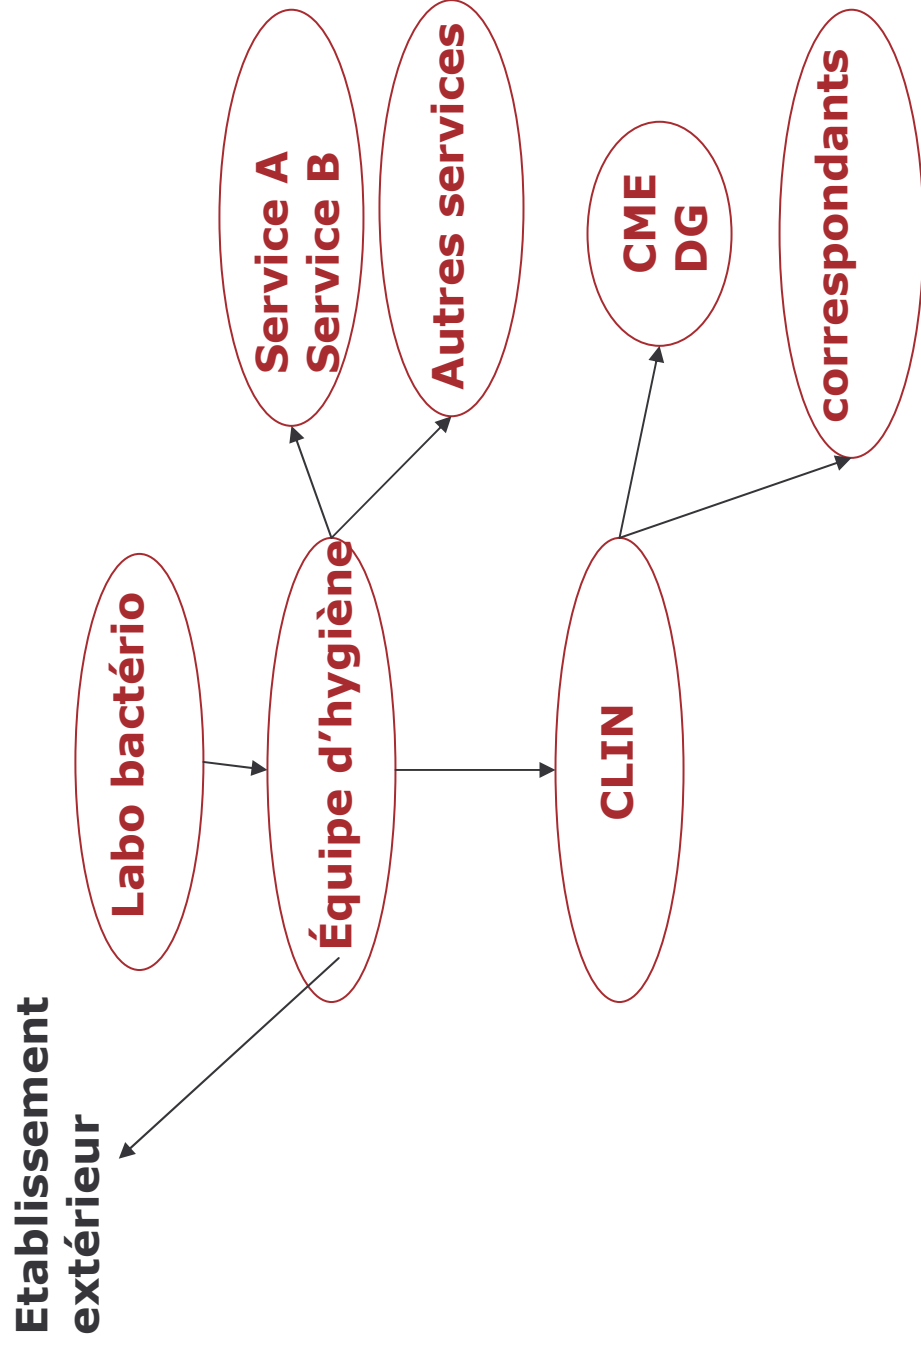 Etablissement
extérieur
Labo bactério
Équipe d’hygiène
Service A
Service B
Autres services
CLIN
CME
DG
correspondants